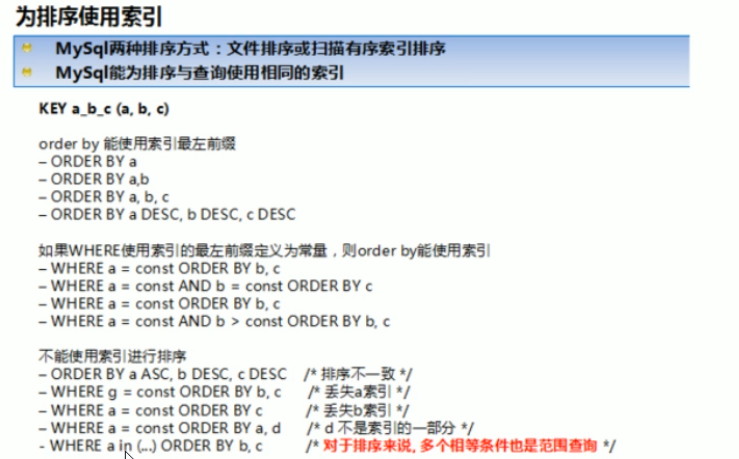 为排序使用索引
MySql两种排序方式：文件排序或扫描有序索引排序
MySql能为排序与查询使用相同的索引
KEY a_b_c (a, b, c)
order by 能使用索引最左前缀
– ORDER BY a
– ORDER BY a,b
– ORDER BY a, b, c
– ORDER BY a DESC, b DESC, c DESC
如果WHERE使用索引的最左前缀定义为常量，则order by能使用索引
– WHERE a = const ORDER BY b, c
– WHERE a = const AND b = const ORDER BY c
– WHERE a = const ORDER BY b, c
– WHERE a = const AND b > const ORDER BY b, c
不能使用索引进行排序
– ORDER BY a ASC, b DESC, c DESC /* 排序不一致 */
– WHERE g = const ORDER BY b, c /* 丢失a索引 */
– WHERE a = const ORDER BY c /* 丢失b索引 */
– WHERE a = const ORDER BY a, d /* d 不是索引的一部分 */
- WHERE a in (...) ORDER BY b, c /* 对于排序来说, 多个相等条件也是范围查询 */